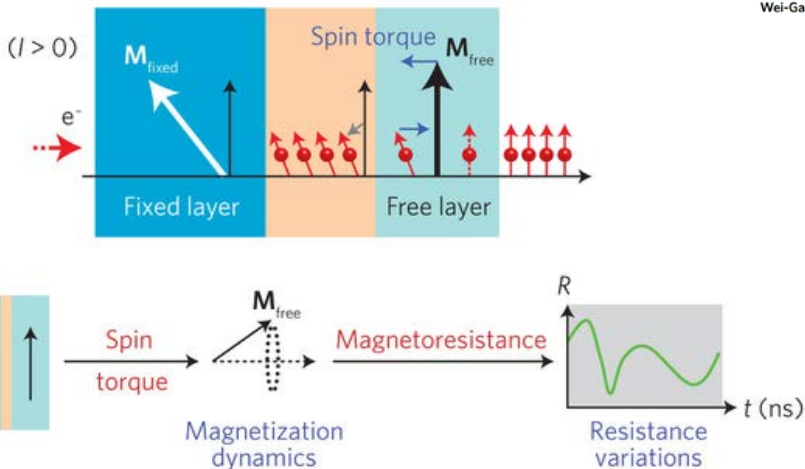 Wei-Ga
(I > 0)
M fixed
Spin torque
M free
e-
Fixed layer
Free layer
M free
Spin
torque
Magnetoresistance
R
t (ns)
Magnetization
dynamics
Resistance
variations